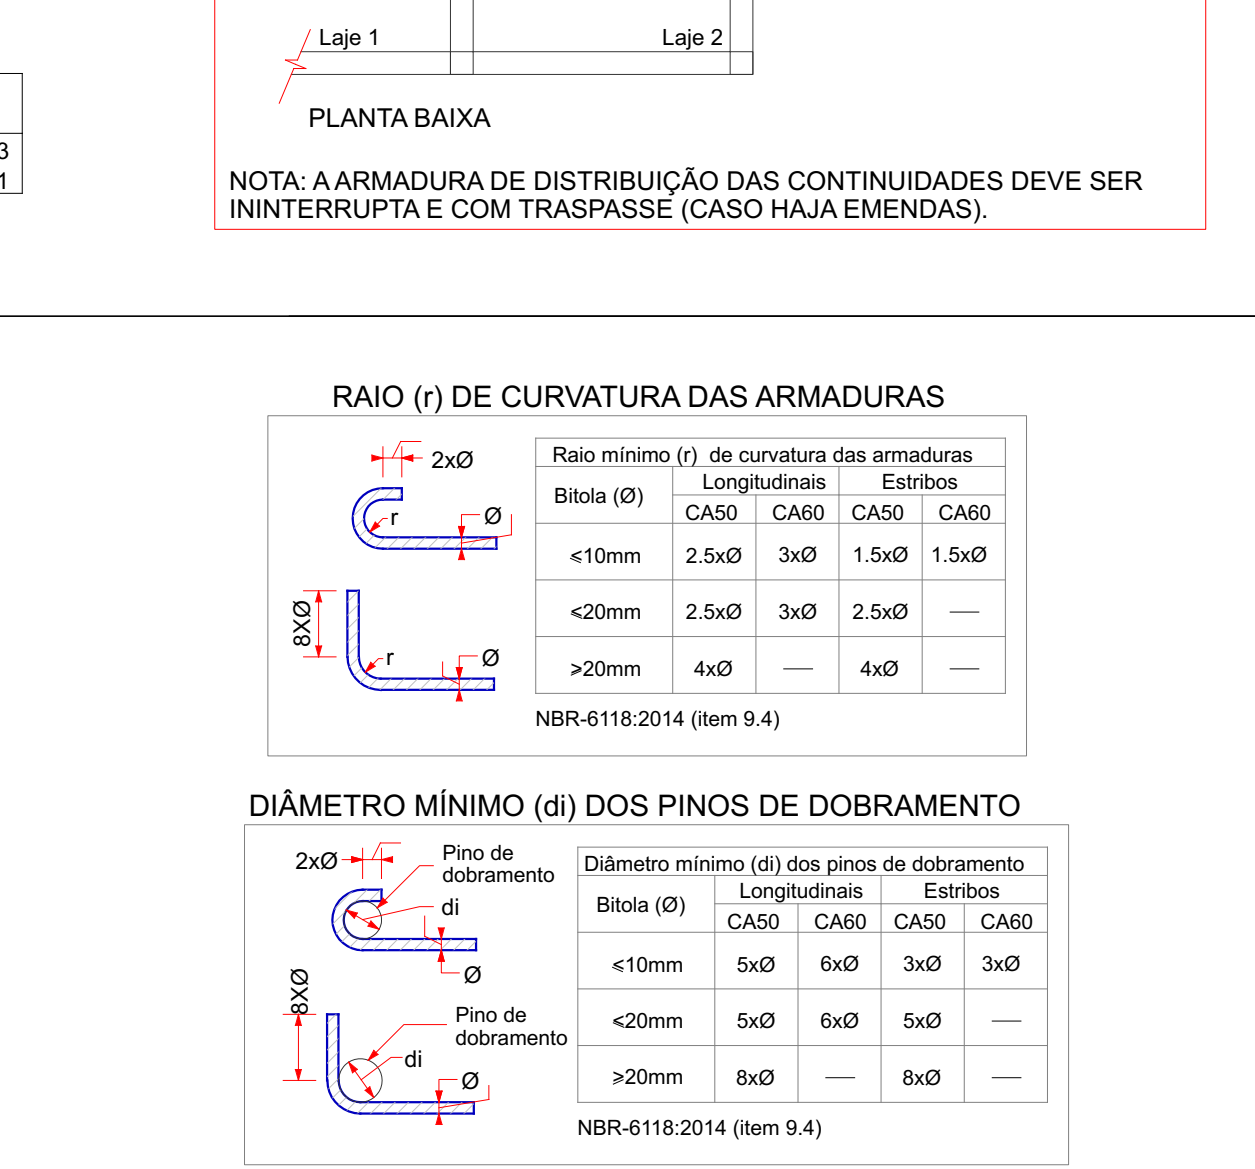 Laje 1
Laje 2
PLANTA BAIXA
3
1
NOTA: A ARMADURA DE DISTRIBUIÇÃO DAS CONTINUIDADES DEVE SER
ININTERRUPTA E COM TRASPASSE (CASO HAJA EMENDAS).
RAIO (r) DE CURVATURA DAS ARMADURAS
2xØ
r
Ø
8XØ
r
Ø
Raio mínimo (r) de curvatura das armaduras
Bitola (Ø) Longitudinais Estribos
CA50 CA60 CA50 CA60
⩽10mm 2.5xØ 3xØ 1.5xØ 1.5xØ
⩽20mm 2.5xØ 3xØ 2.5xØ —
⩾20mm 4xØ — 4xØ —
NBR-6118:2014 (item 9.4)
DIÂMETRO MÍNIMO (di) DOS PINOS DE DOBRAMENTO
2xØ
Pino de
dobramento
di
Ø
8XØ
Pino de
dobramento
di
Ø
Diâmetro mínimo (di) dos pinos de dobramento
Bitola (Ø) Longitudinais Estribos
CA50 CA60 CA50 CA60
⩽10mm 5xØ 6xØ 3xØ 3xØ
⩽20mm 5xØ 6xØ 5xØ —
⩾20mm 8xØ — 8xØ —
NBR-6118:2014 (item 9.4)